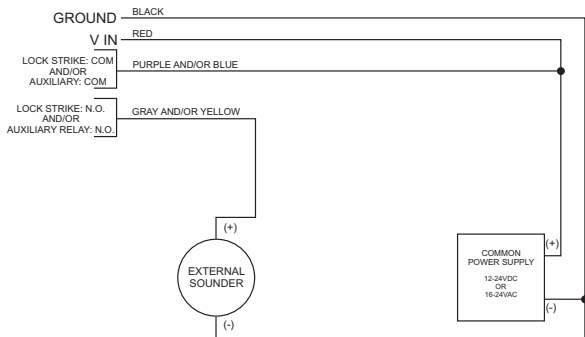 GROUND
BLACK
V IN
RED
LOCK STRIKE: COM
AND/OR
AUXILIARY: COM
PURPLE AND/OR BLUE
LOCK STRIKE: N.O.
AND/OR
AUXILIARY RELAY: N.O.
GRAY AND/OR YELLOW
(+)
EXTERNAL
SOUNDER
(-)
(+)
COMMON
POWER SUPPLY
12-24VDC
OR
16-24VAC
(-)